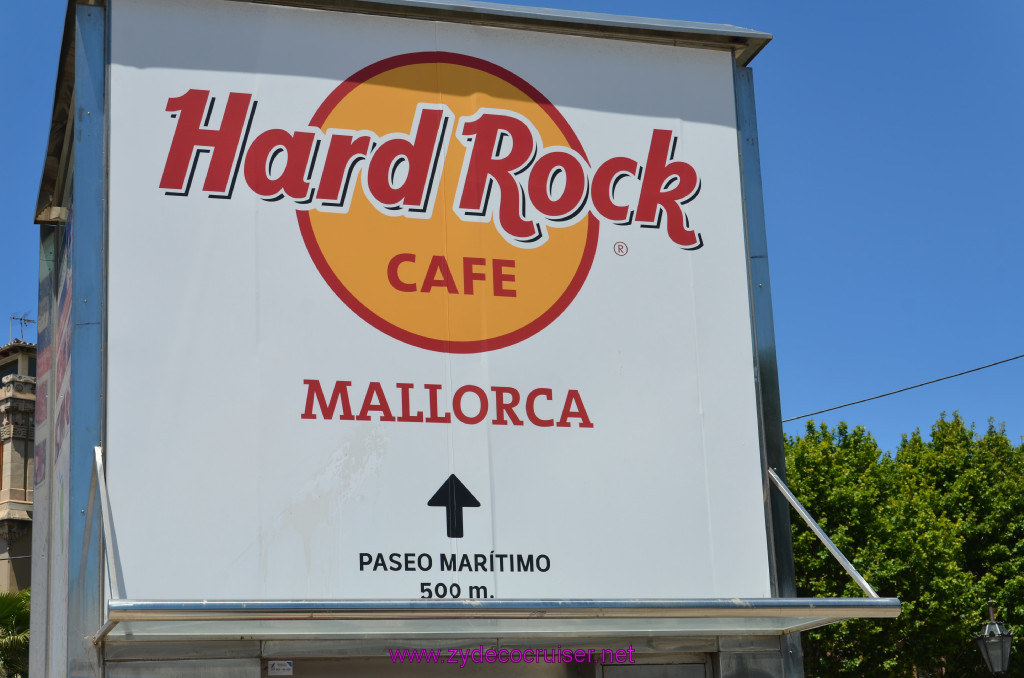 Hard Rock
®
CAFE
MALLORCA
PASEO MARÍTIMO
500 m.
www.zydecocruiser.net